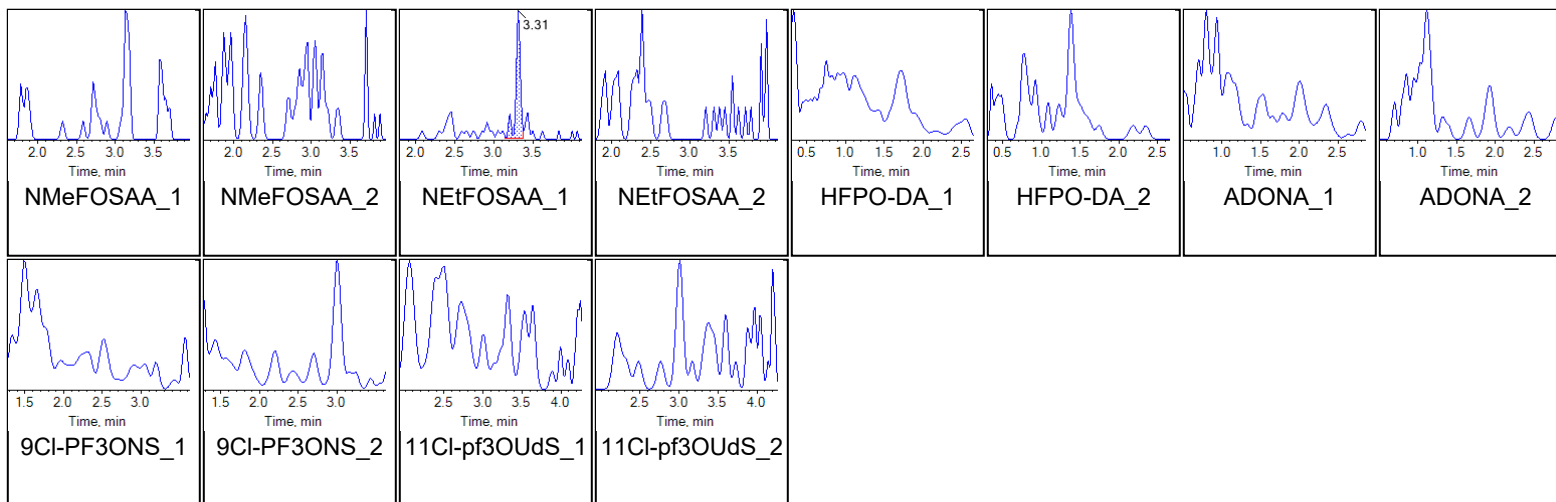 3.31
2.0 2.5 3.0 3.5
2.0 2.5 3.0 3.5
2.0 2.5 3.0 3.5
2.0 2.5 3.0 3.5
0.5 1.0 1.5 2.0 2.5
0.5 1.0 1.5 2.0 2.5
1.0 1.5 2.0 2.5
1.0 1.5 2.0 2.5
Time, min
Time, min
Time, min
Time, min
Time, min
Time, min
Time, min
Time, min
NMeFOSAA_1
NMeFOSAA_2
NEtFOSAA_1
NEtFOSAA_2
HFPO-DA_1
HFPO-DA_2
ADONA_1
ADONA_2
1.5 2.0 2.5 3.0
1.5 2.0 2.5 3.0
2.5 3.0 3.5 4.0
2.5 3.0 3.5 4.0
Time, min
Time, min
Time, min
Time, min
9Cl-PF3ONS_1
9Cl-PF3ONS_2
11Cl-pf3OUdS_1
11Cl-pf3OUdS_2